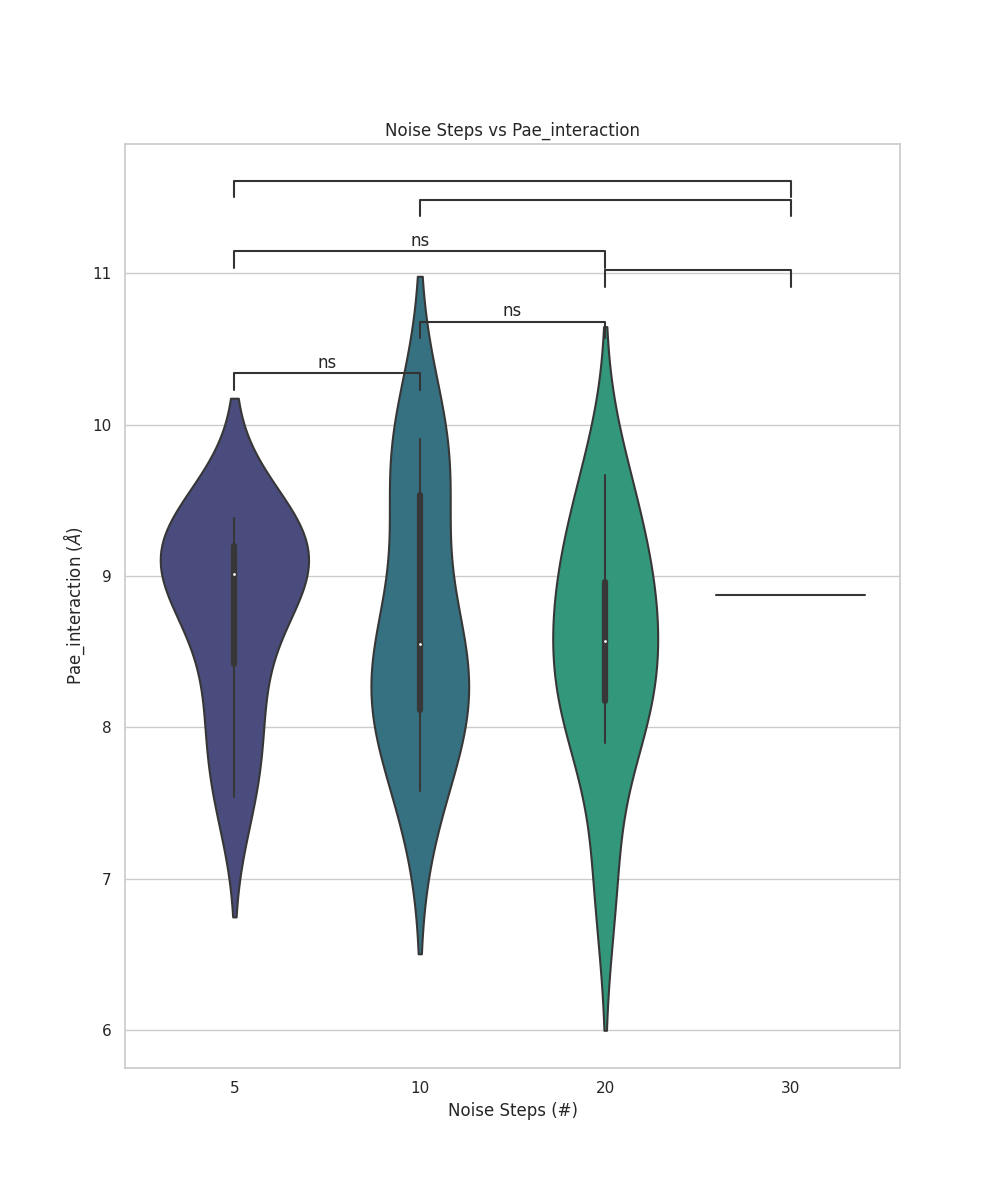 Noise Steps vs Pae_interaction
ns
11
ns
ns
10
9
Pae_interaction (Å)
8
7
6
5 10 20 30
Noise Steps (#)